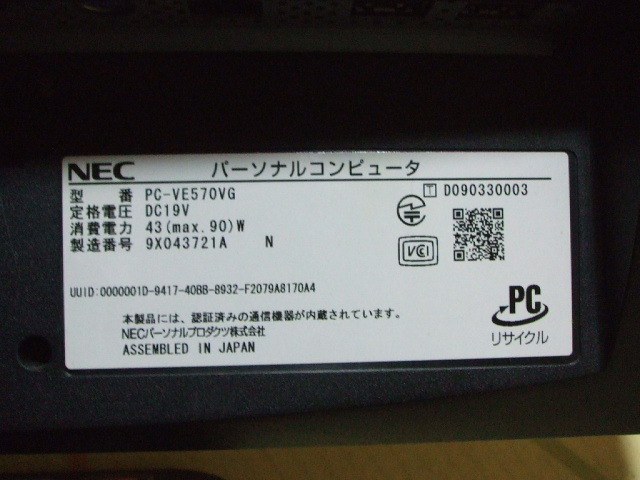 NEC パーソナルコンピュータ
型 番 PC-VE570VG
定格電圧 DC19V
消費電力 43(max.90)W
製造番号 9X043721A N
T D090330003
VCCI
UUID:0000001D-9417-40BB-8932-F2079A8170A4
本製品には、認証済みの通信機器が内蔵されています。
NECパーソナルプロダクツ株式会社
ASSEMBLED IN JAPAN
PC
リサイクル